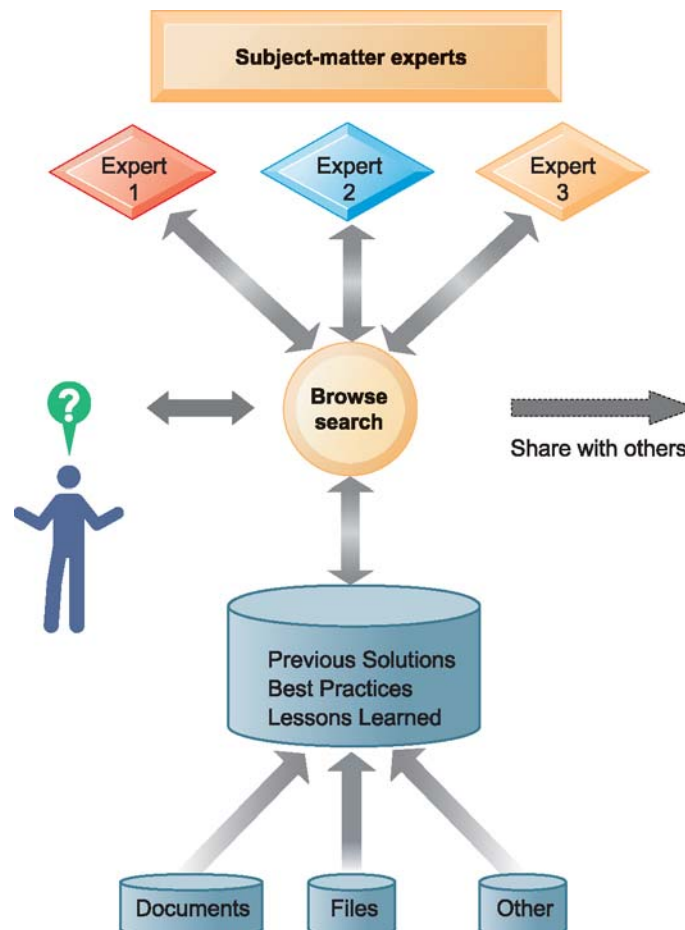 Subject-matter experts
Expert
1
Expert
2
Expert
3
?
Browse
search
Share with others
Previous Solutions
Best Practices
Lessons Learned
Documents
Files
Other